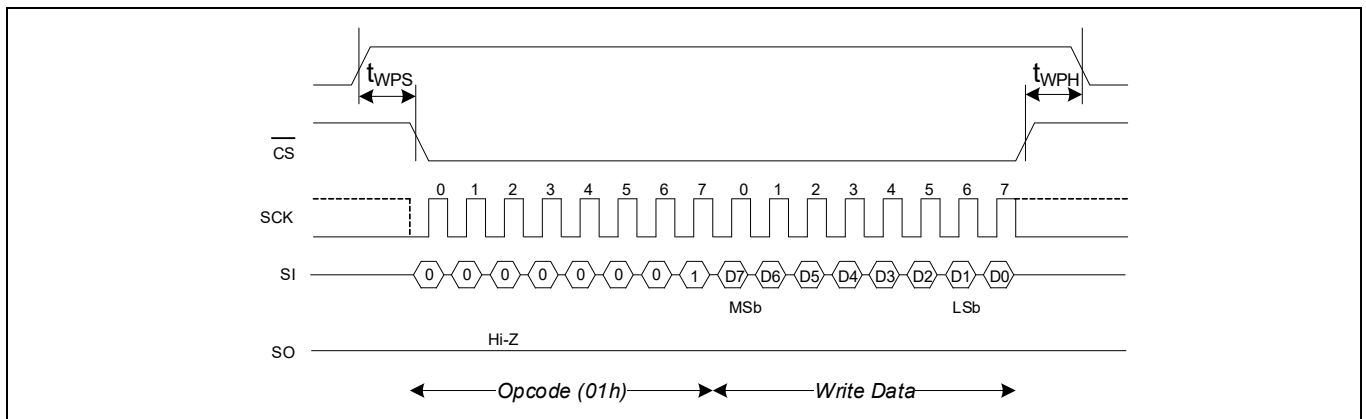 tWPS
tWPH
CS
0 1 2 3 4 5 6 7 0 1 2 3 4 5 6 7
SCK
SI 0 0 0 0 0 0 0 1 D7 D6 D5 D4 D3 D2 D1 D0
MSb LSb
Hi-Z
SO
Opcode (01h) Write Data